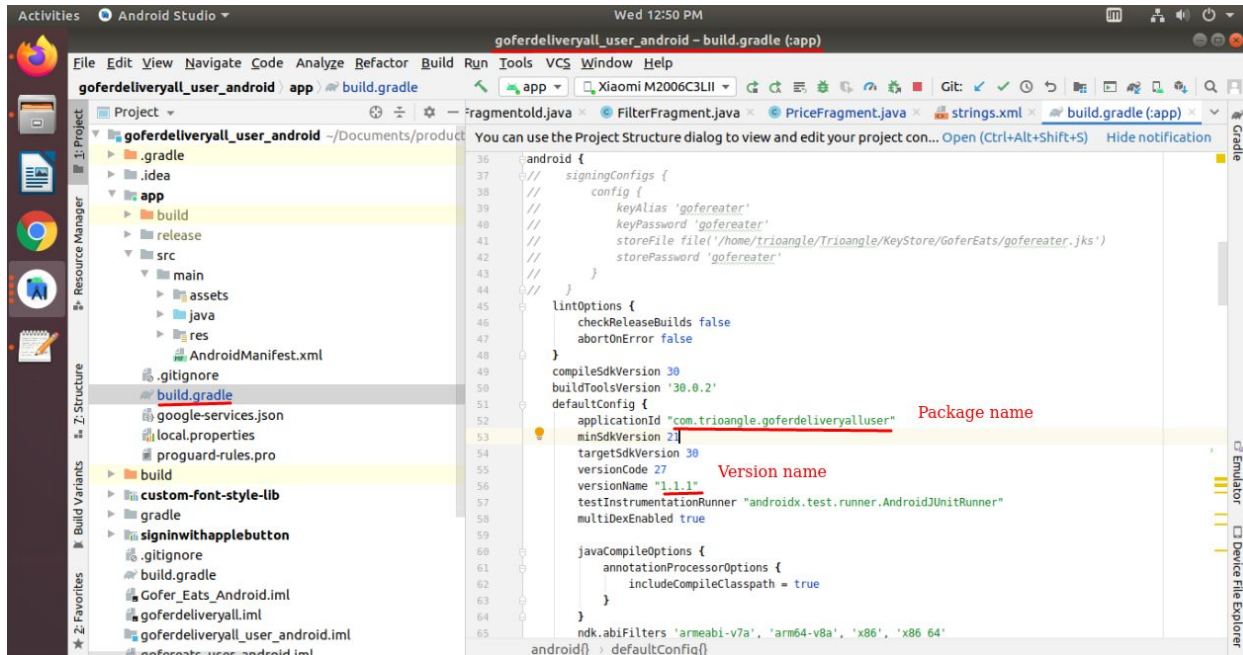 Activities Android Studio Wed 12:50 PM
goferdeliveryall_user_android – build.gradle (:app)
File Edit View Navigate Code Analyze Refactor Build Run Tools VCS Window Help
goferdeliveryall_user_android app build.gradle app Xiaomi M2006C3LII Git:
Project Fragmentold.java FilterFragment.java PriceFragment.java strings.xml build.gradle (:app)
goferdeliveryall_user_android ~/Documents/product
You can use the Project Structure dialog to view and edit your project con... Open (Ctrl+Alt+Shift+S) Hide notification
.gradle
.idea
app
build
release
src
main
assets
java
res
AndroidManifest.xml
.gitignore
build.gradle
google-services.json
local.properties
proguard-rules.pro
build
custom-font-style-lib
gradle
signinwithapplebutton
.gitignore
build.gradle
Gofer_Eats_Android.iml
goferdeliveryall.iml
goferdeliveryall_user_android.iml
gofereats_user_android.iml
1: Project
Resource Manager
Z: Structure
Build Variants
2: Favorites
36 android {
37 // signingConfigs {
38 // config {
39 // keyAlias 'gofereater'
40 // keyPassword 'gofereater'
41 // storeFile file('/home/trioangle/Trioangle/KeyStore/GoferEats/gofereater.jks')
42 // storePassword 'gofereater'
43 // }
44 // }
45 lintOptions {
46 checkReleaseBuilds false
47 abortOnError false
48 }
49 compileSdkVersion 30
50 buildToolsVersion '30.0.2'
51 defaultConfig {
52 applicationId "com.trioangle.goferdeliveryalluser" Package name
53 minSdkVersion 21
54 targetSdkVersion 30
55 versionCode 27 Version name
56 versionName "1.1.1"
57 testInstrumentationRunner "androidx.test.runner.AndroidJUnitRunner"
58 multiDexEnabled true
59
60 javaCompileOptions {
61 annotationProcessorOptions {
62 includeCompileClasspath = true
63 }
64 }
65 ndk.abiFilters 'armeabi-v7a', 'arm64-v8a', 'x86', 'x86_64'
android{} › defaultConfig{}
Gradle
Emulator
Device File Explorer